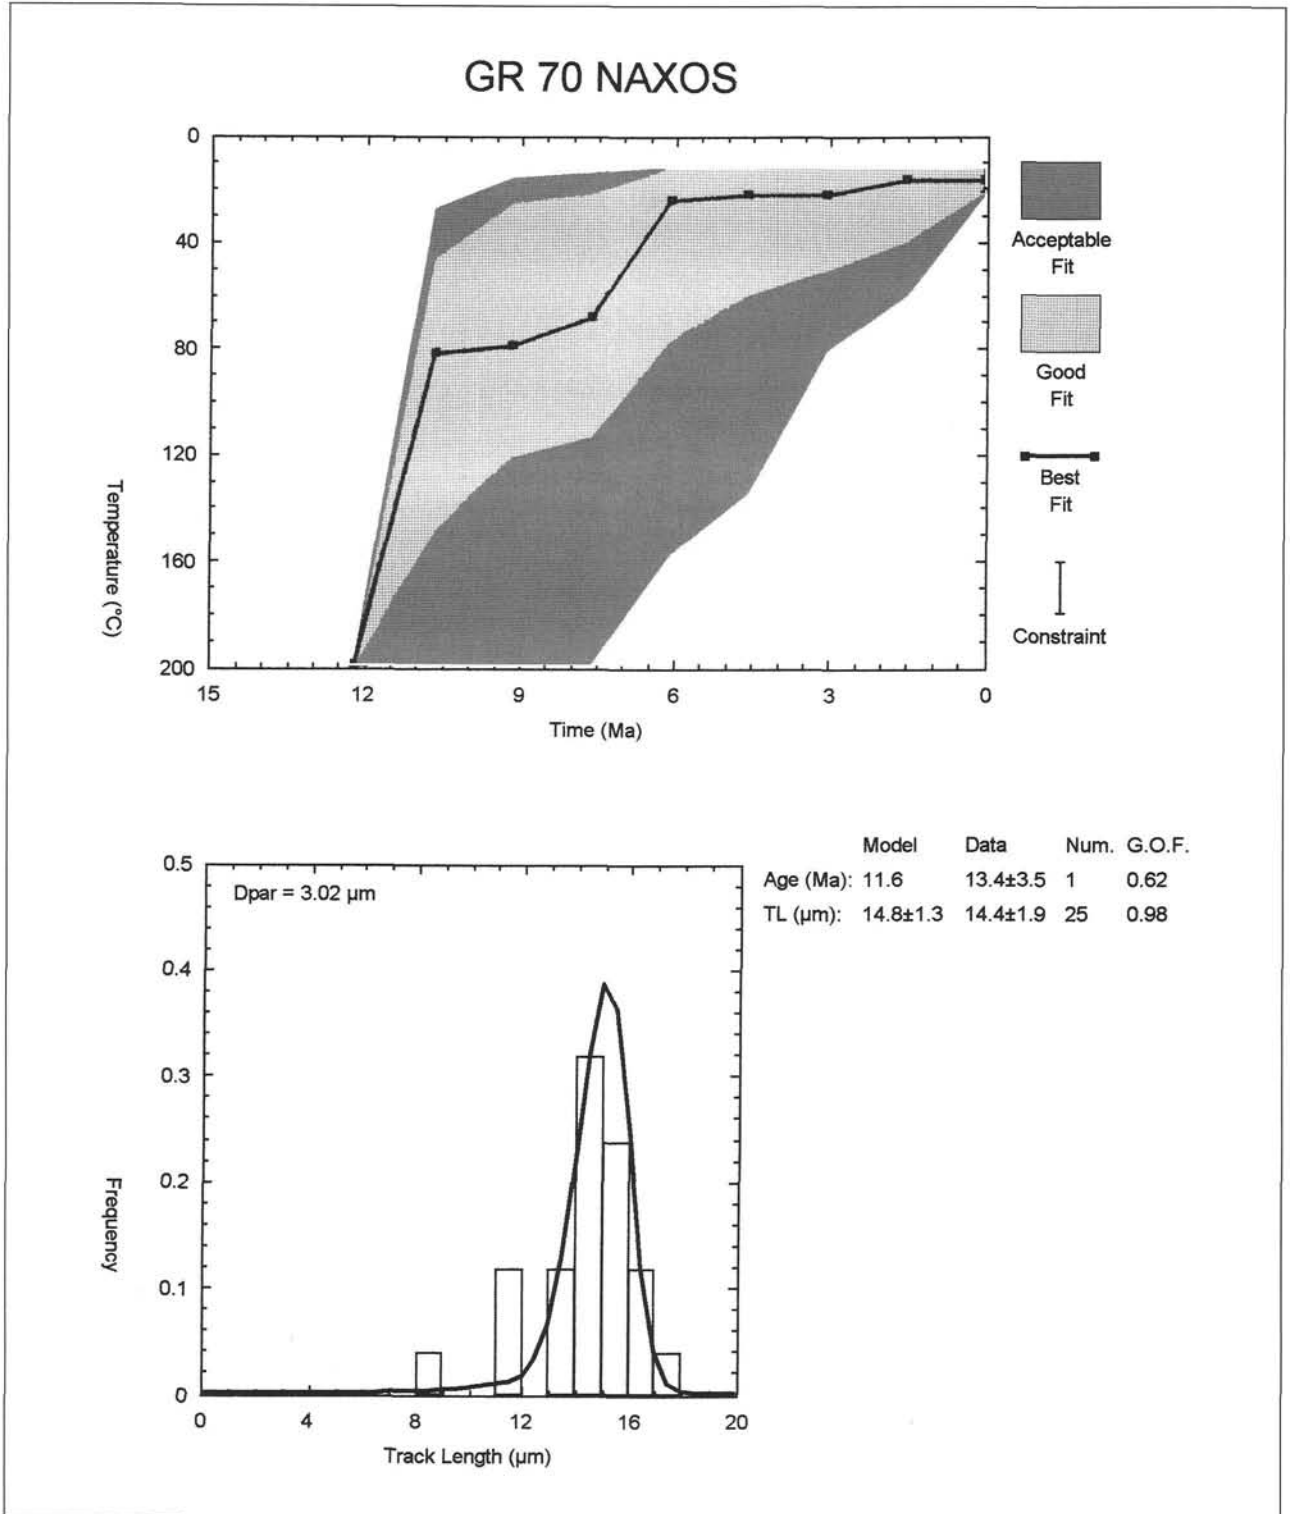 GR 70 NAXOS
0
40
80
120
160
200
Temperature (°C)
15 12 9 6 3 0
Time (Ma)
Acceptable
Fit
Good
Fit
Best
Fit
Constraint
Model Data Num. G.O.F.
Age (Ma): 11.6 13.4±3.5 1 0.62
TL (µm): 14.8±1.3 14.4±1.9 25 0.98
Dpar = 3.02 µm
0.5
0.4
0.3
0.2
0.1
0
Frequency
0 4 8 12 16 20
Track Length (µm)